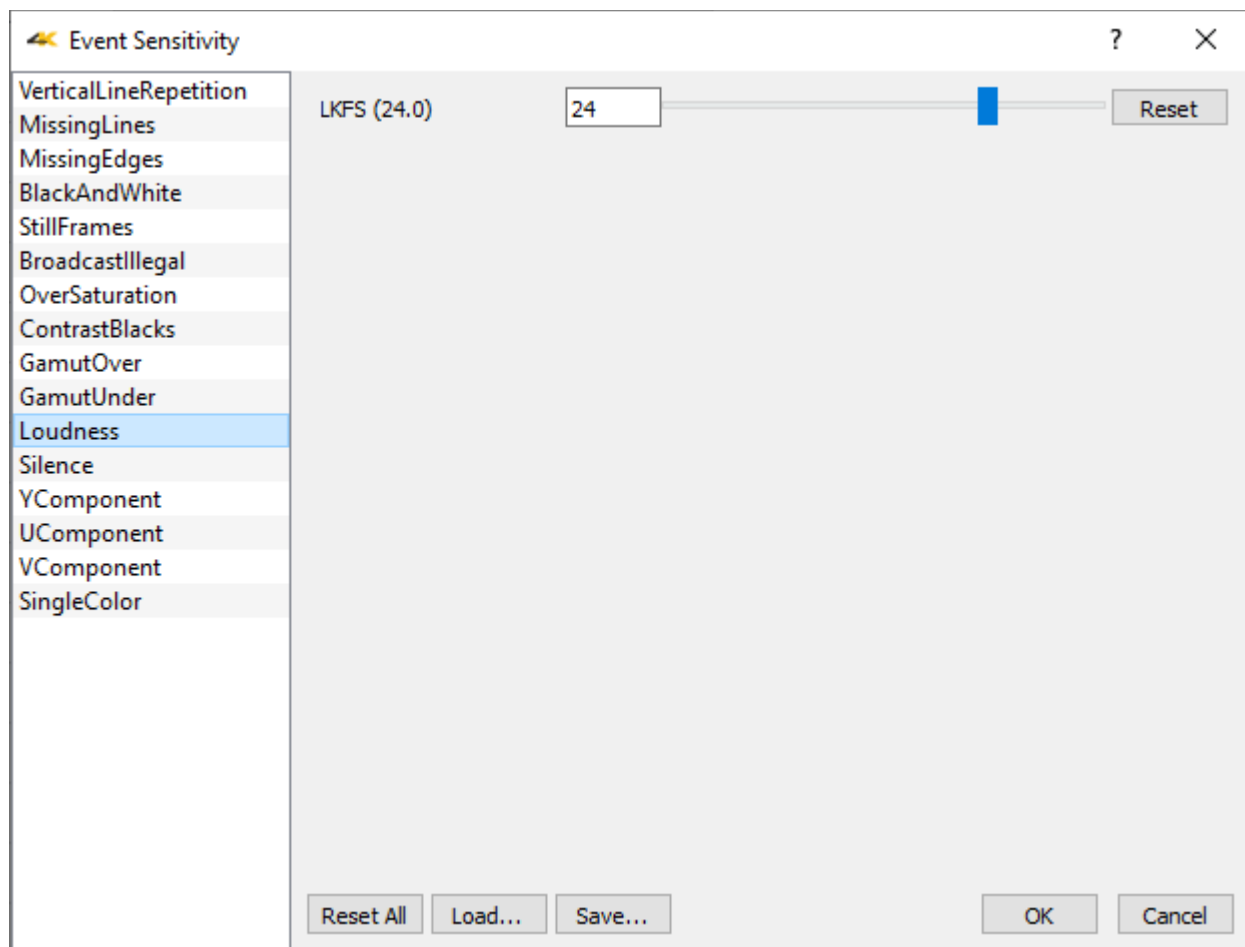 4K Event Sensitivity ?
VerticalLineRepetition
MissingLines
MissingEdges
BlackAndWhite
StillFrames
BroadcastIllegal
OverSaturation
ContrastBlacks
GamutOver
GamutUnder
Loudness
Silence
YComponent
UComponent
VComponent
SingleColor
LKFS (24.0) 24 Reset
Reset All Load... Save... OK Cancel